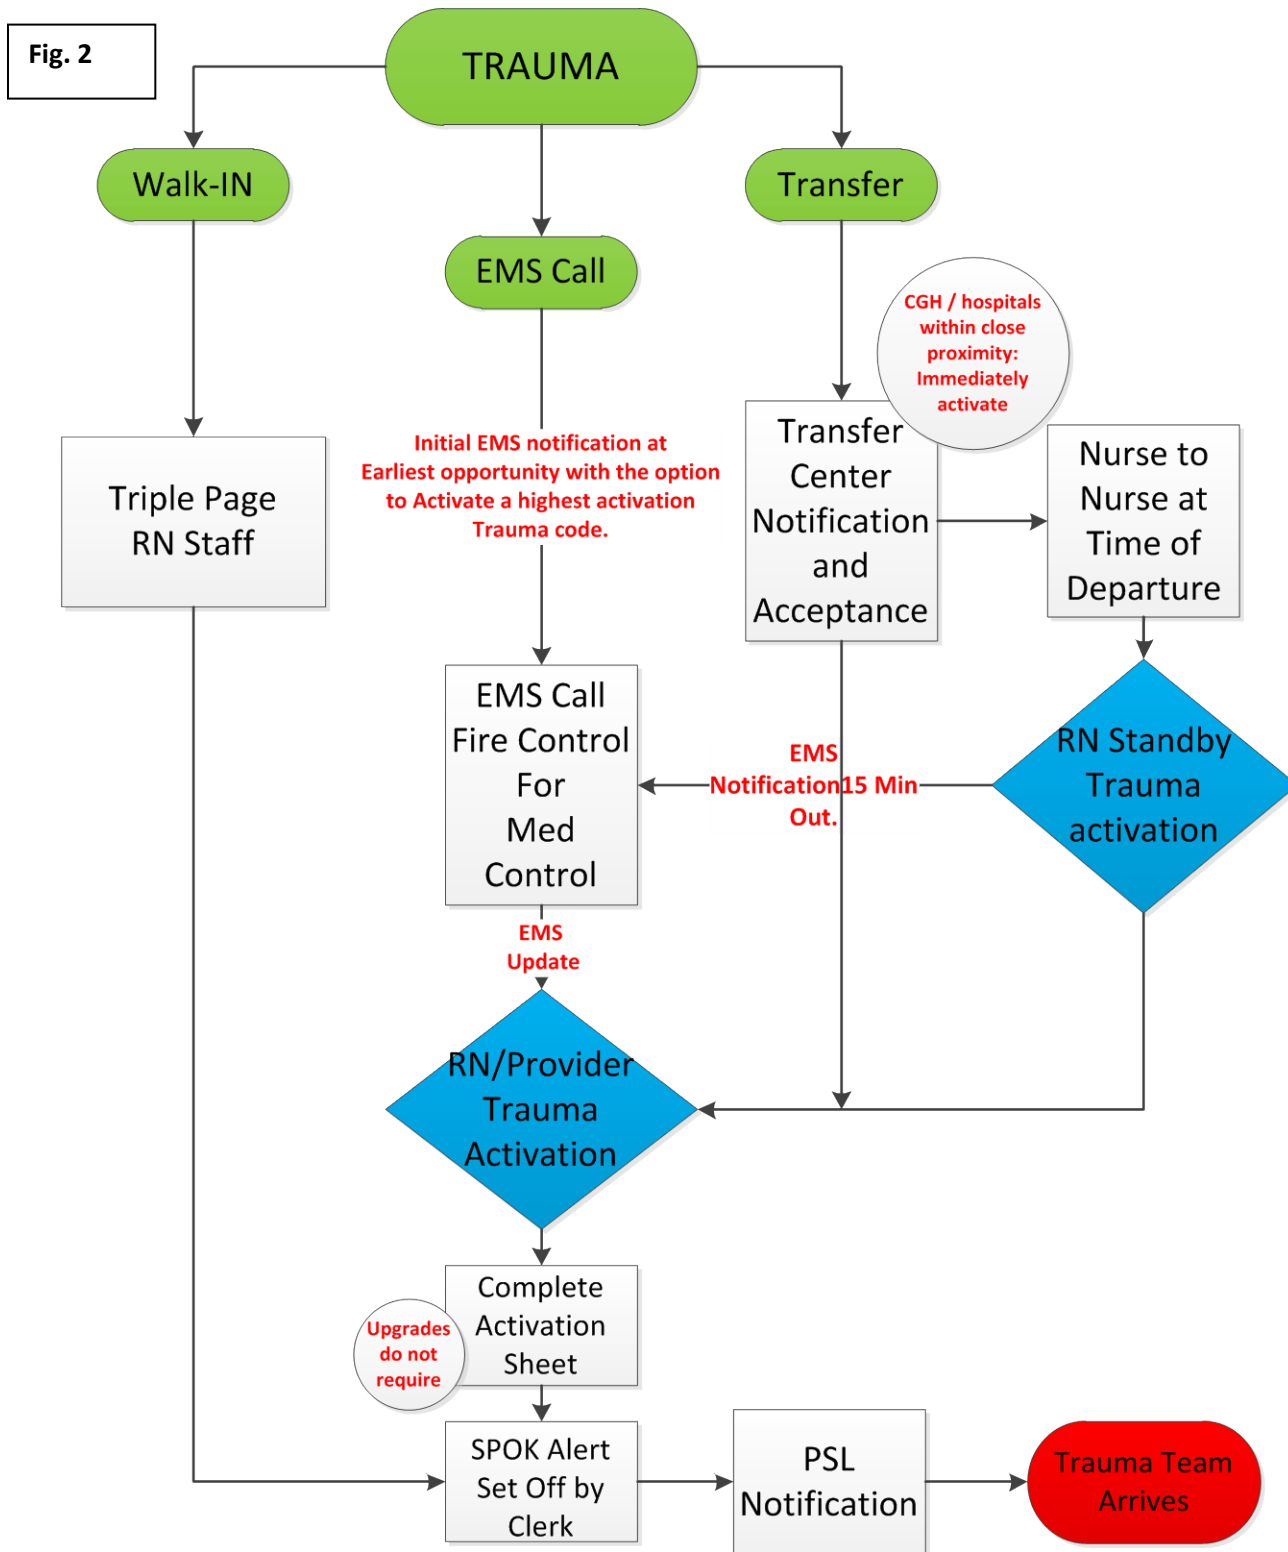 Fig. 2
TRAUMA
Walk-IN
Transfer
EMS Call
CGH / hospitals
within close
proximity:
Immediately
activate
Triple Page
RN Staff
Initial EMS notification at
Earliest opportunity with the option
to Activate a highest activation
Trauma code.
Transfer
Center
Notification
and
Acceptance
Nurse to
Nurse at
Time of
Departure
EMS Call
Fire Control
For
Med
Control
EMS
Notification15 Min
Out.
RN Standby
Trauma
activation
EMS
Update
RN/Provider
Trauma
Activation
Complete
Activation
Sheet
Upgrades
do not
require
SPOK Alert
Set Off by
Clerk
PSL
Notification
Trauma Team
Arrives